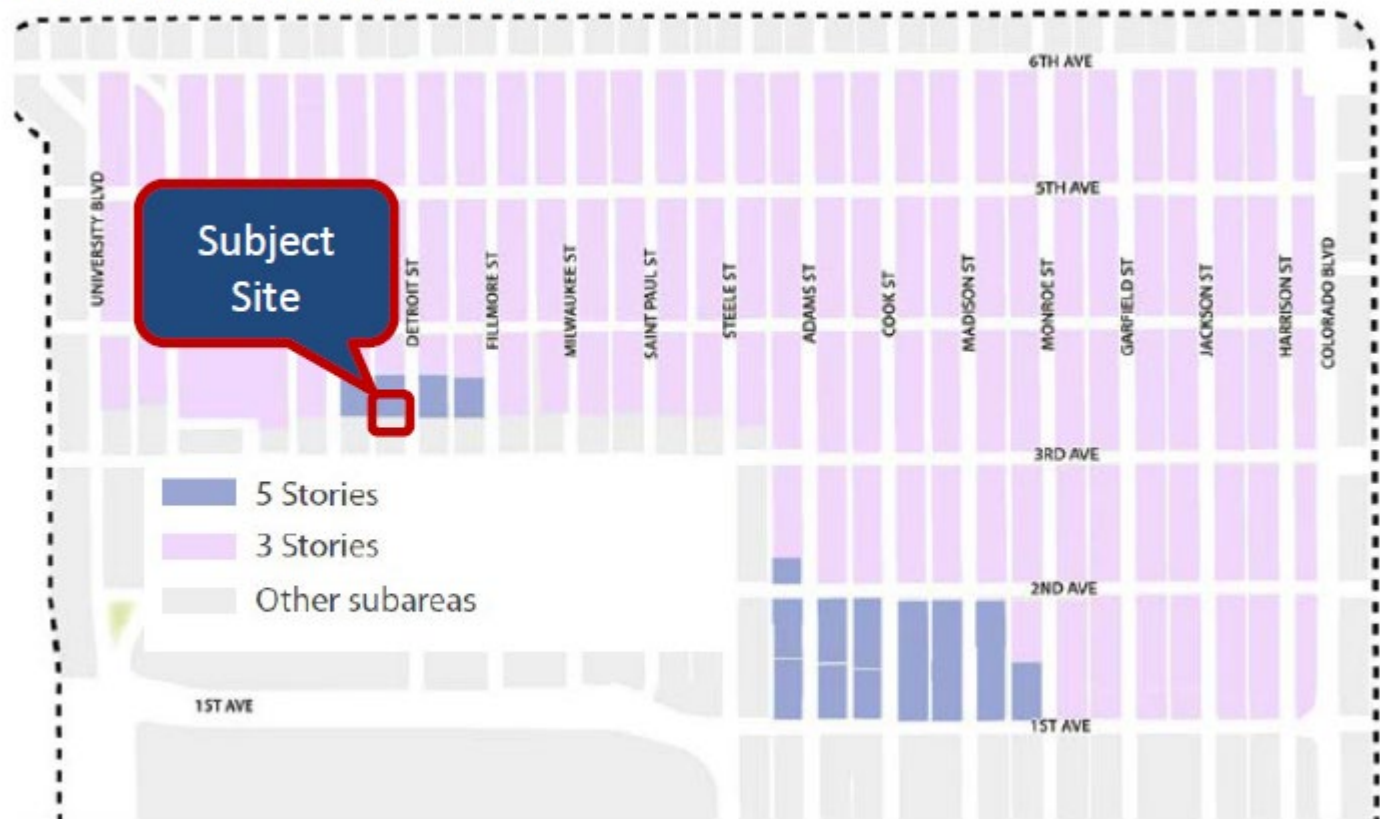 6TH AVE
5TH AVE
UNIVERSITY BLVD
Subject
Site
DETROIT ST
FILLMORE ST
MILWAUKEE ST
SAINT PAUL ST
STEELE ST
ADAMS ST
COOK ST
MADISON ST
MONROE ST
GARFIELD ST
JACKSON ST
HARRISON ST
COLORADO BLVD
3RD AVE
5 Stories
3 Stories
Other subareas
2ND AVE
1ST AVE
1ST AVE